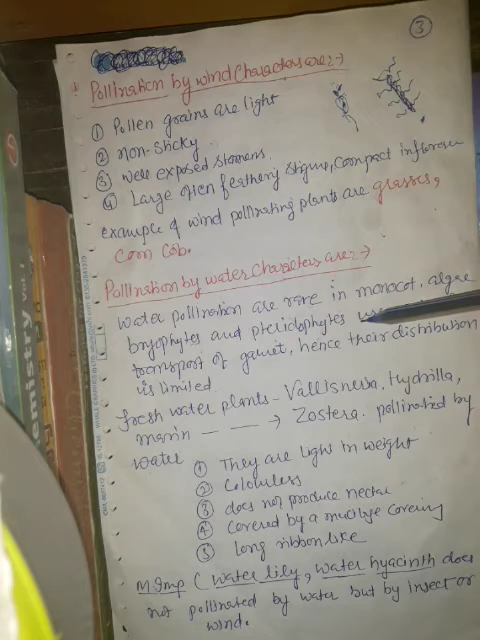 ③
Pollination by wind Characters are:→
① Pollen grains are light
② non-sticky
③ well exposed stamens.
④ Large often feathery stigma, Compact inflorescen
example of wind pollinating plants are grasses,
Corn Cob.
Pollination by water Characters are:→
Water pollination are rare in monocot, algae
bryophytes and pteridophytes
transport of gamet, hence their distribution
is limited
fresh water plants - Vallisneria, Hydrilla,
marin - - - → Zostera. pollinated by
water
① They are light in weight
② Colourless
③ does not produce nectar
④ covered by a mucilage covering
⑤ long ribbon like
M.Imp ( water lily, water hyacinth does
not pollinated by water but by insect or
wind.
emistry Vol 1